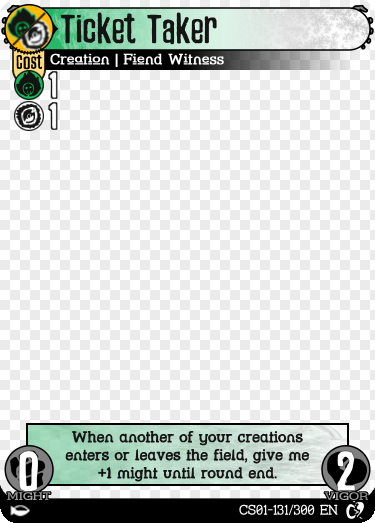 Ticket Taker
Cost
Creation | Fiend Witness
1
1
When another of your creations
enters or leaves the field, give me
+1 might until round end.
0
MIGHT
2
VIGOR
CS01-131/300 EN